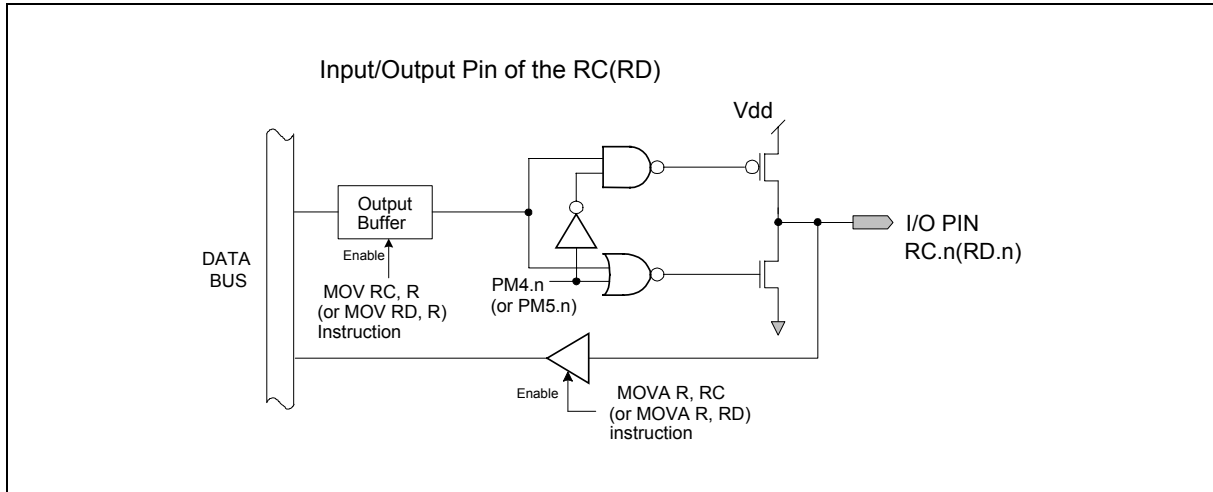 Input/Output Pin of the RC(RD)
Vdd
Output
Buffer
I/O PIN
RC.n(RD.n)
DATA
BUS
Enable
PM4.n
(or PM5.n)
MOV RC, R
(or MOV RD, R)
Instruction
Enable
MOVA R, RC
(or MOVA R, RD)
instruction